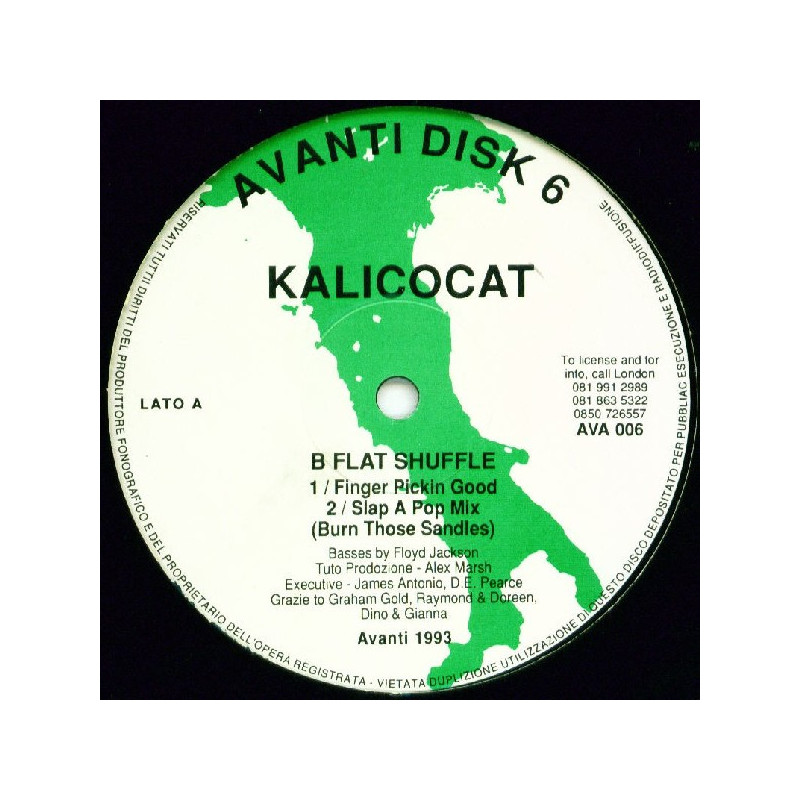 AVANTI DISK 6
KALICOCAT
To license and for
info, call London
081 991 2989
081 863 5322
0850 726557
AVA 006
LATO A
B FLAT SHUFFLE
1 / Finger Pickin Good
2 / Slap A Pop Mix
(Burn Those Sandles)
Basses by Floyd Jackson
Tuto Prodozione - Alex Marsh
Executive - James Antonio, D.E. Pearce
Grazie to Graham Gold, Raymond & Doreen,
Dino & Gianna
Avanti 1993
RISERVATI TUTTI I DIRITTI DEL PRODUTTORE FONOGRAFICO E DEL PROPRIETARIO DELL'OPERA REGISTRATA - VIETATA DUPLIZIONE UTILIZZAZIONE DI QUESTO DISCO DEPOSITATO PER PUBBLIAC ESECUZIONE E RADIODIFFUSIONE